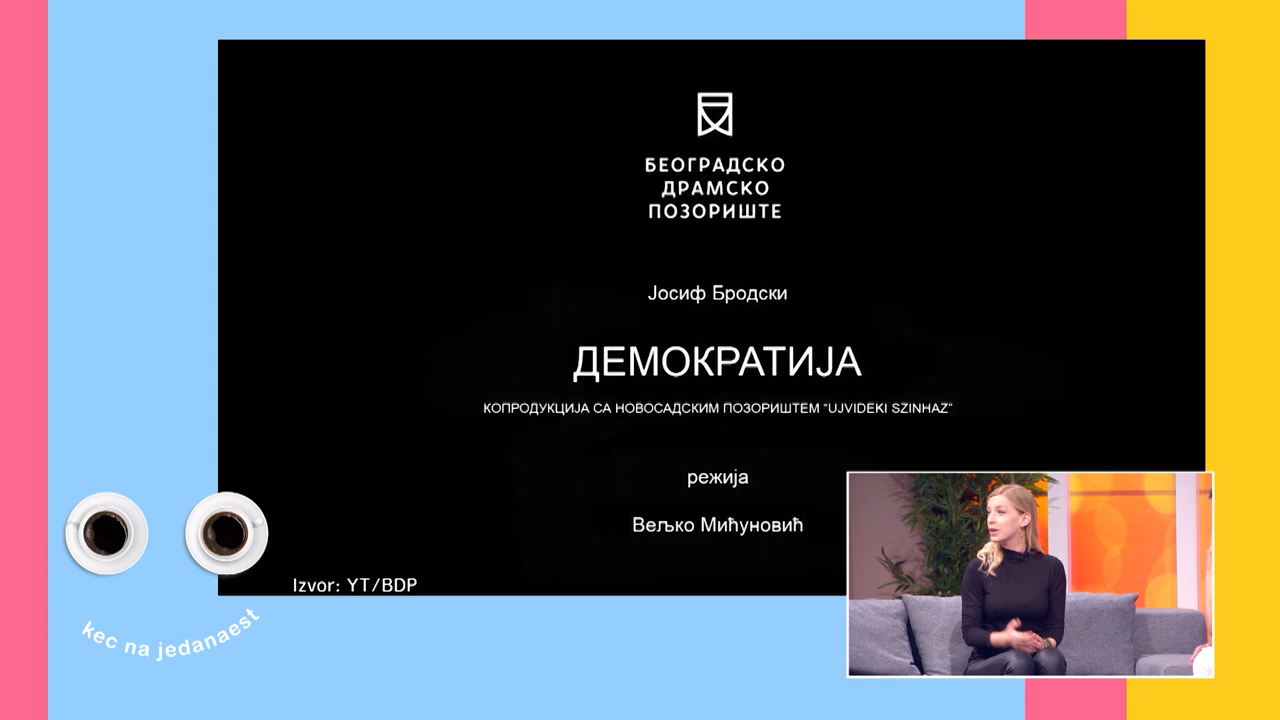 БЕОГРАДСКО
ДРАМСКО
ПОЗОРИШТЕ
Јосиф Бродски
ДЕМОКРАТИЈА
КОПРОДУКЦИЈА СА НОВОСАДСКИМ ПОЗОРИШТЕМ "UJVIDEKI SZINHAZ"
режија
Вељко Мићуновић
Izvor: YT/BDP
kec na jedanaest